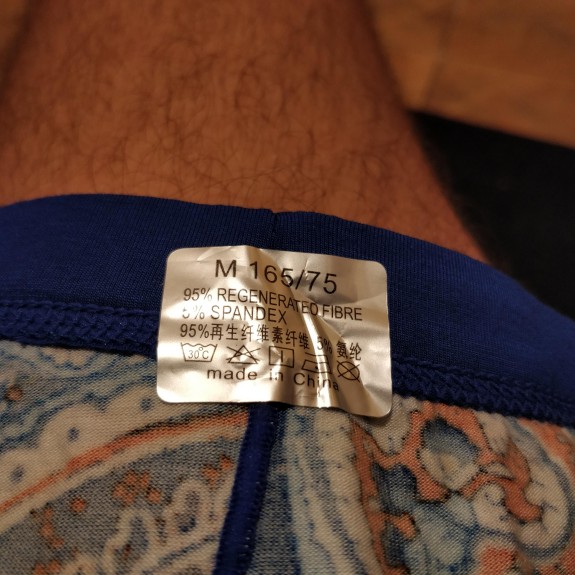 M 165/75
95% REGENERATED FIBRE
5% SPANDEX
95%再生纤维素纤维 5% 氨纶
30℃
made in China